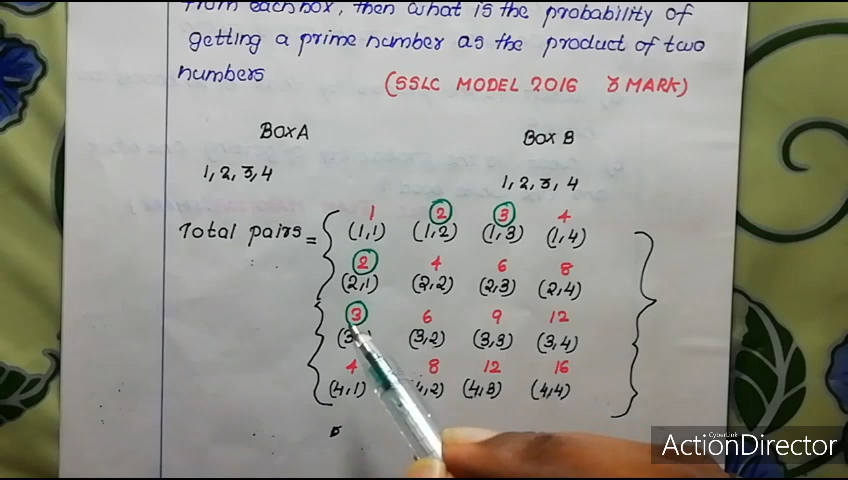 from each box, then what is the probability of
getting a prime number as the product of two
numbers
(SSLC MODEL 2016 MARK)
BOX A BOX B
1, 2, 3, 4 1, 2, 3, 4
1 2 3 4
Total pairs = { (1,1) (1,2) (1,3) (1,4) }
2 4 6 8
(2,1) (2,2) (2,3) (2,4)
3 6 9 12
(3 (3,2) (3,3) (3,4)
4 8 12 16
(4,1) 4,2) (4,3) (4,4)
CyberLink
ActionDirector